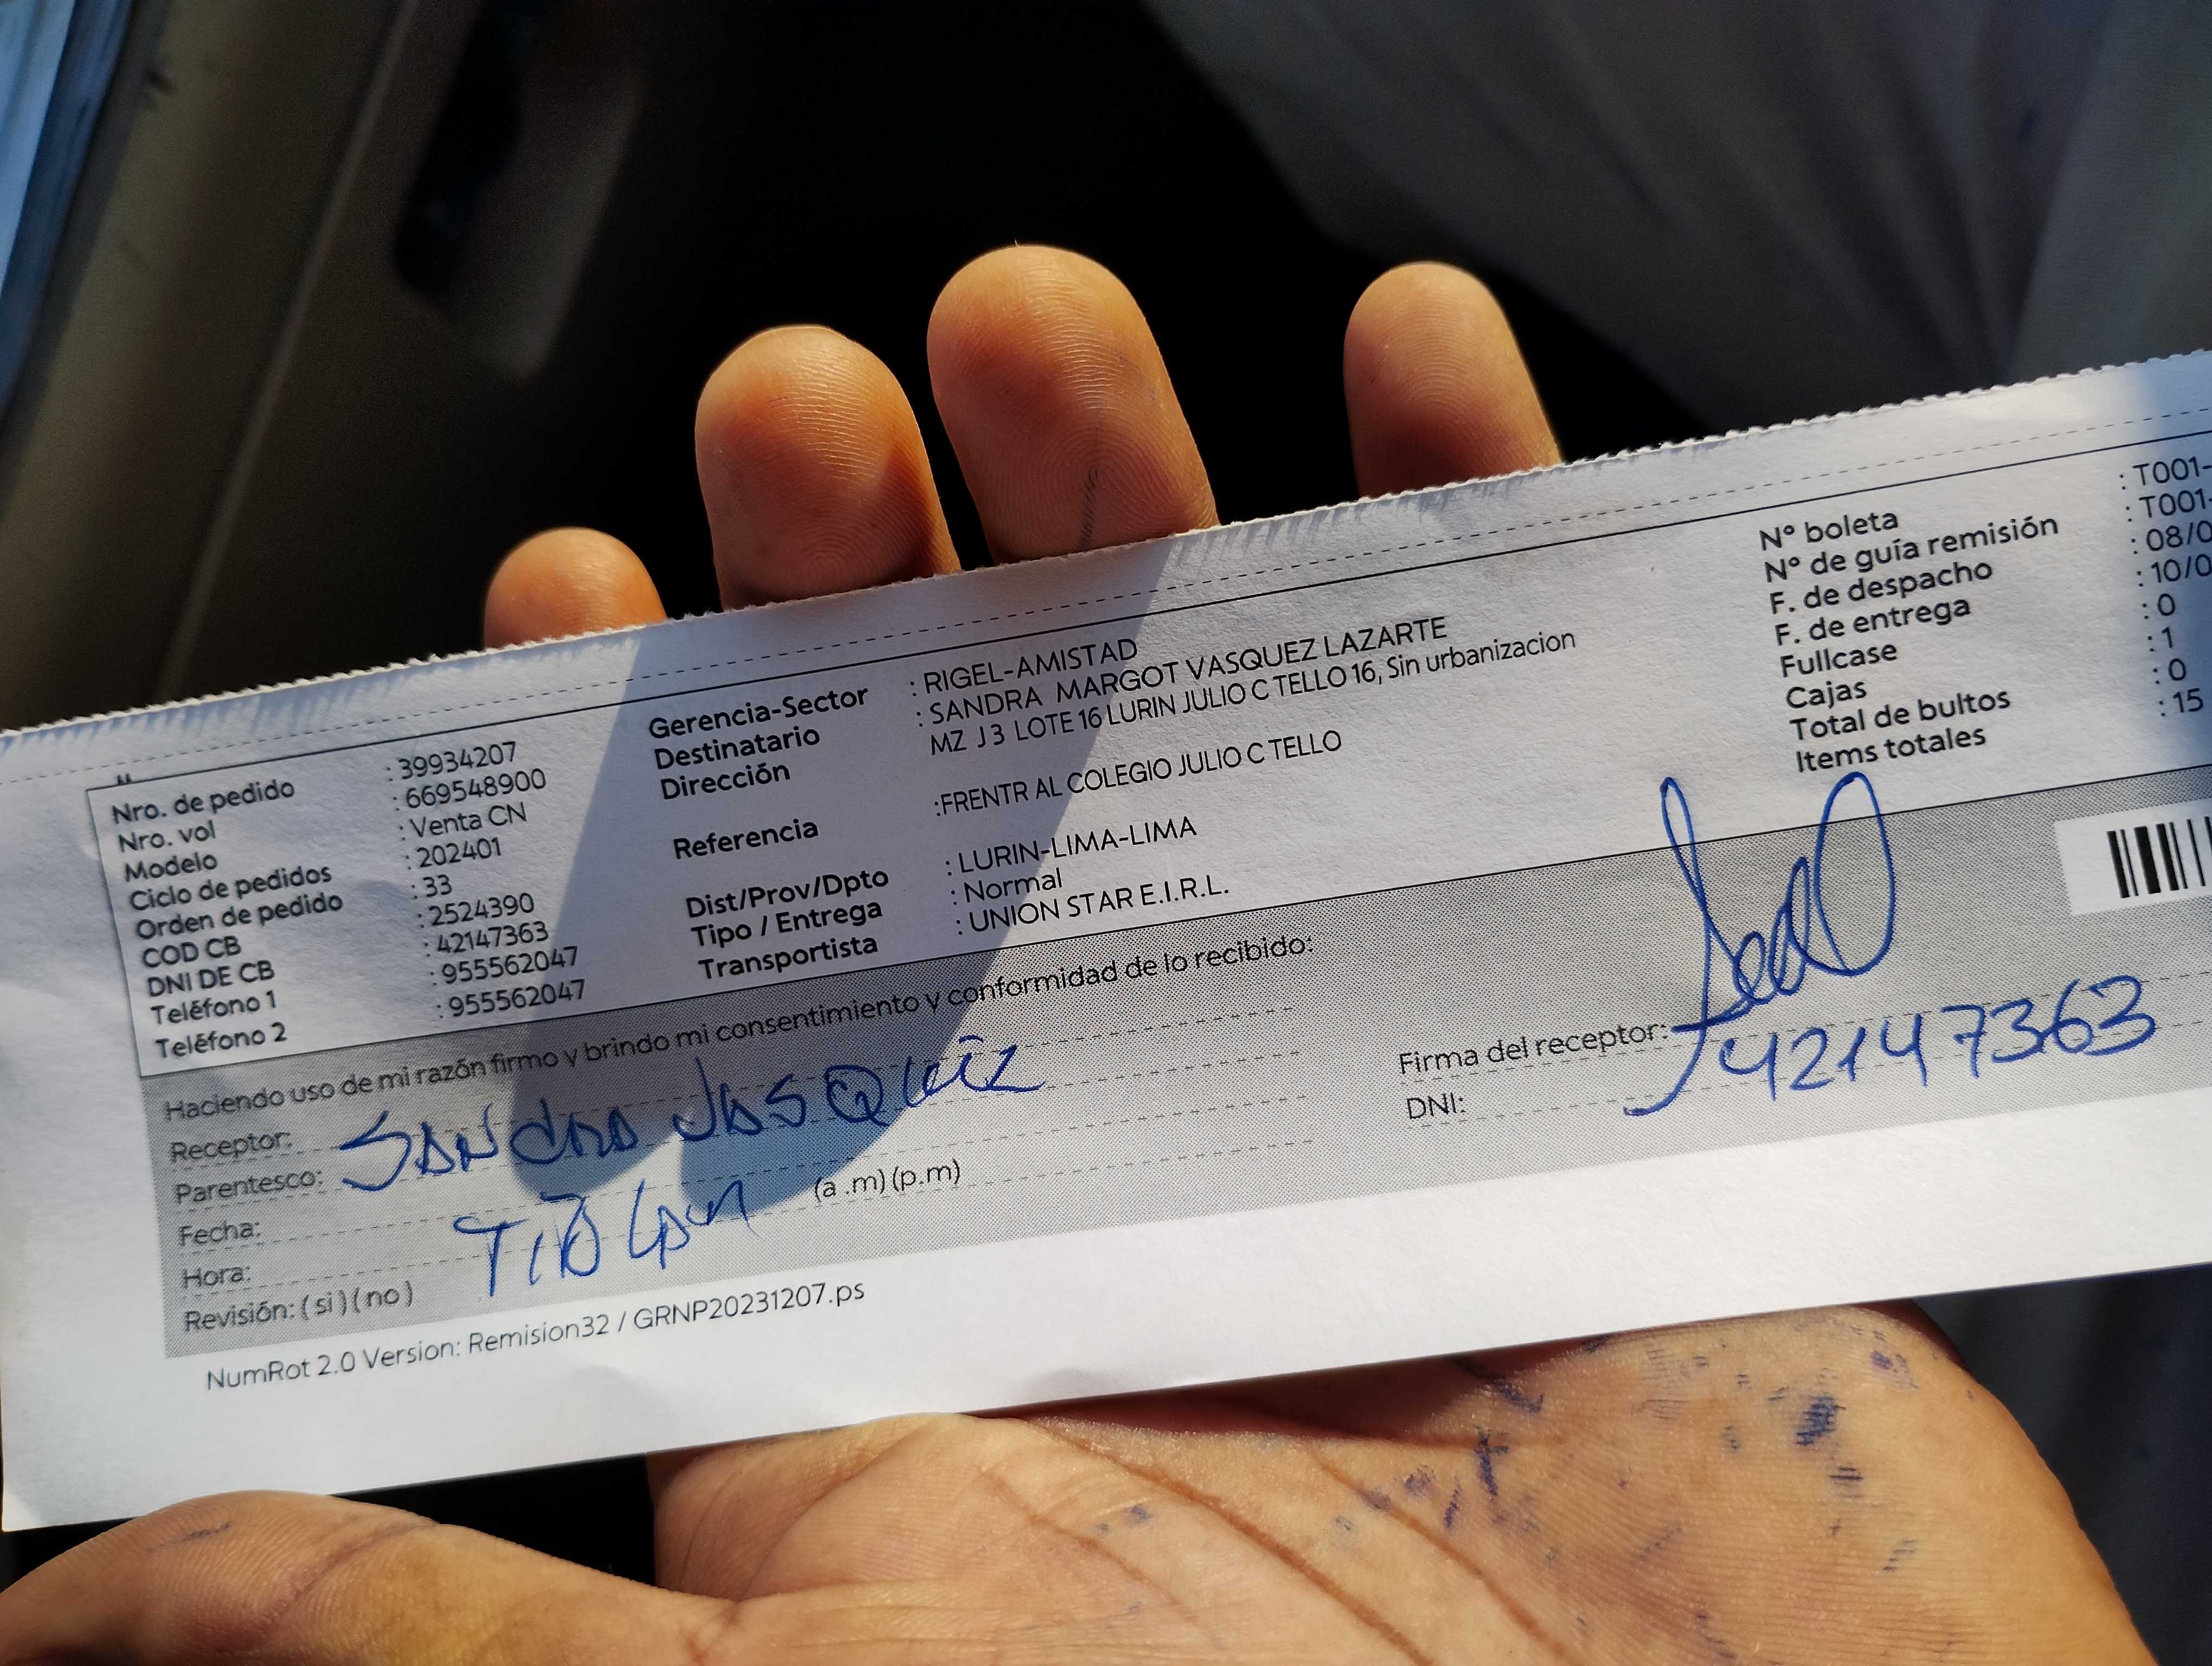 Nro. de pedido : 39934207
Nro. vol : 669548900
Modelo : Venta CN
Ciclo de pedidos : 202401
Orden de pedido : 33
COD CB : 2524390
DNI DE CB : 42147363
Teléfono 1 : 955562047
Teléfono 2 : 955562047
Gerencia-Sector : RIGEL-AMISTAD
Destinatario : SANDRA MARGOT VASQUEZ LAZARTE
Dirección MZ J3 LOTE 16 LURIN JULIO C TELLO 16, Sin urbanizacion
Referencia :FRENTR AL COLEGIO JULIO C TELLO
Dist/Prov/Dpto : LURIN-LIMA-LIMA
Tipo / Entrega : Normal
Transportista : UNION STAR E.I.R.L.
N° boleta : T001-
N° de guía remisión : T001-
F. de despacho : 08/0
F. de entrega : 10/0
Fullcase : 0
Cajas : 1
Total de bultos : 0
Items totales : 15
Haciendo uso de mi razón firmo y brindo mi consentimiento y conformidad de lo recibido:
Receptor: SANdRA VASQUEZ
Parentesco:
Fecha:
Hora: (a.m)(p.m)
Revisión: (si)(no)
Firma del receptor:
DNI: 42147363
NumRot 2.0 Version: Remision32 / GRNP20231207.ps